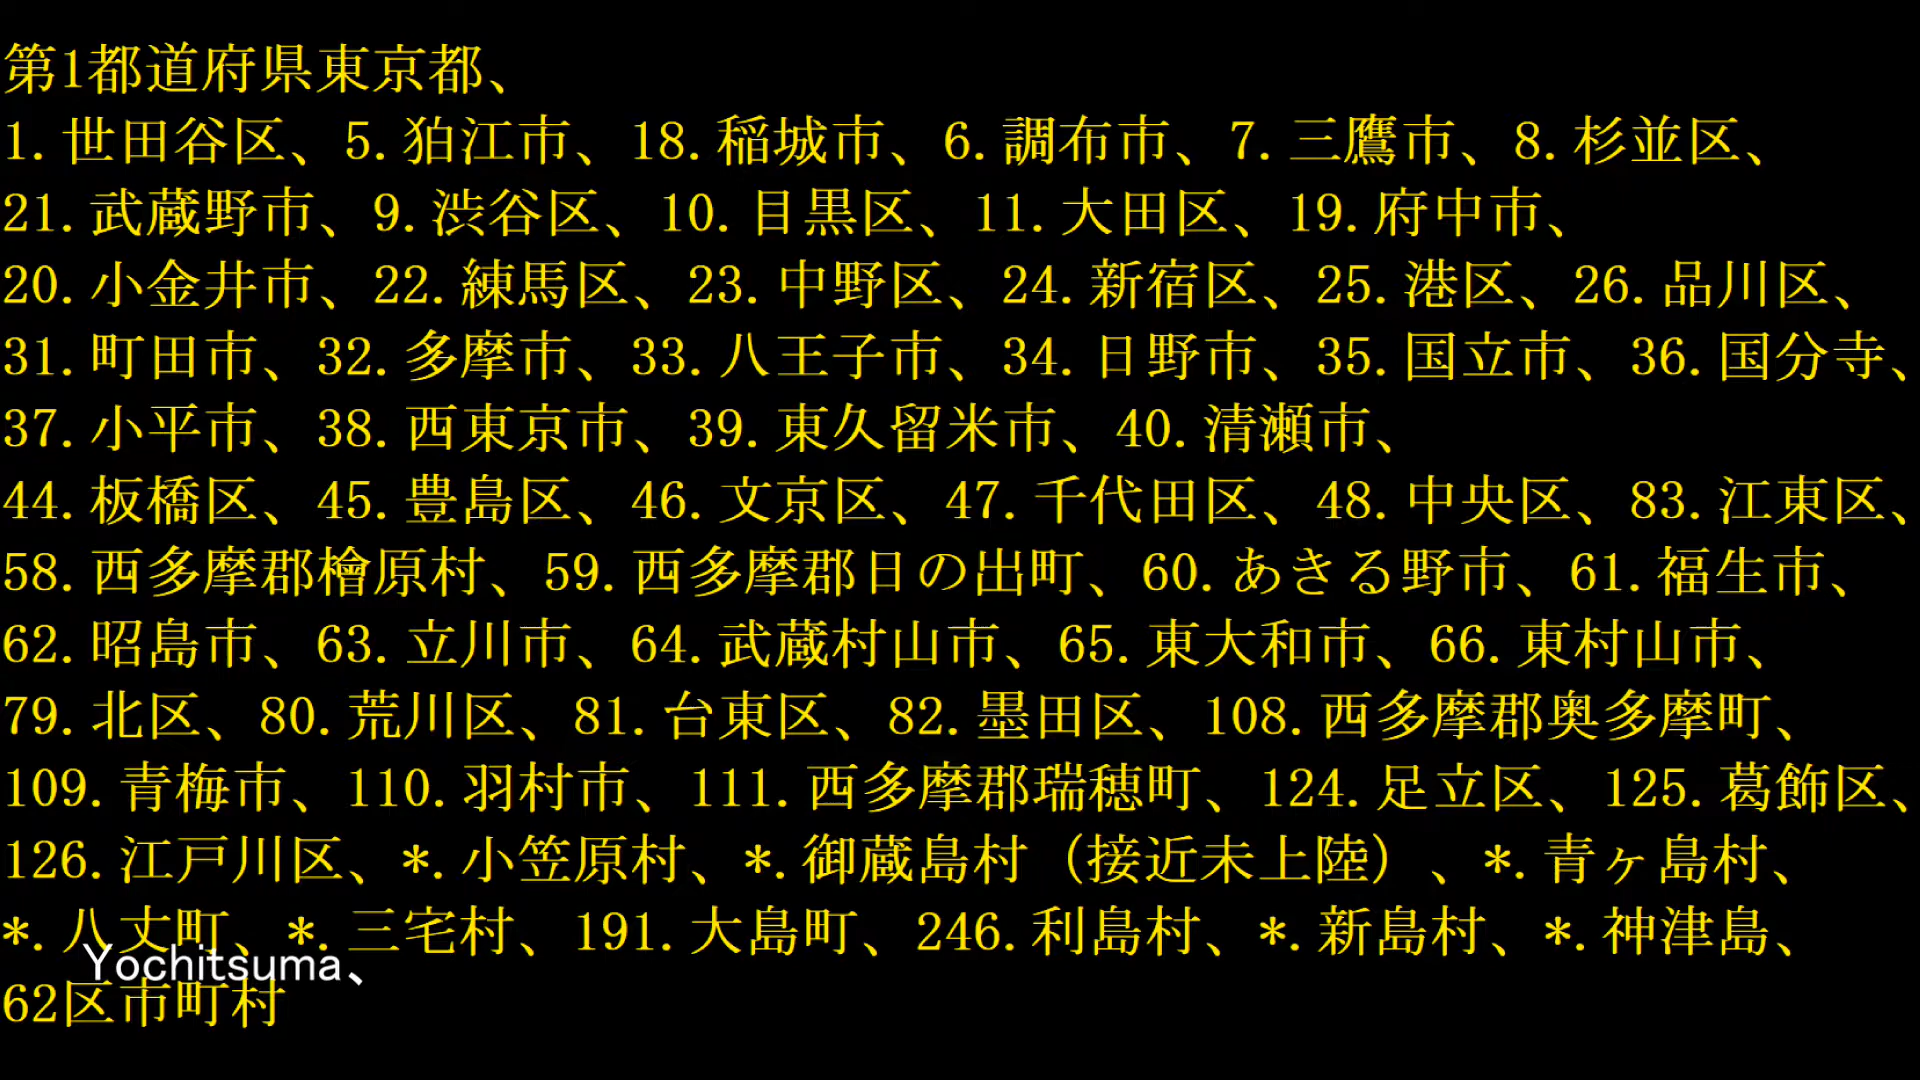 第1都道府県東京都、
1.世田谷区、5.狛江市、18.稲城市、6.調布市、7.三鷹市、8.杉並区、
21.武蔵野市、9.渋谷区、10.目黒区、11.大田区、19.府中市、
20.小金井市、22.練馬区、23.中野区、24.新宿区、25.港区、26.品川区、
31.町田市、32.多摩市、33.八王子市、34.日野市、35.国立市、36.国分寺、
37.小平市、38.西東京市、39.東久留米市、40.清瀬市、
44.板橋区、45.豊島区、46.文京区、47.千代田区、48.中央区、83.江東区、
58.西多摩郡檜原村、59.西多摩郡日の出町、60.あきる野市、61.福生市、
62.昭島市、63.立川市、64.武蔵村山市、65.東大和市、66.東村山市、
79.北区、80.荒川区、81.台東区、82.墨田区、108.西多摩郡奥多摩町、
109.青梅市、110.羽村市、111.西多摩郡瑞穂町、124.足立区、125.葛飾区、
126.江戸川区、*.小笠原村、*.御蔵島村（接近未上陸）、*.青ヶ島村、
*.八丈町、*.三宅村、191.大島町、246.利島村、*.新島村、*.神津島、
Yochitsuma、
62区市町村